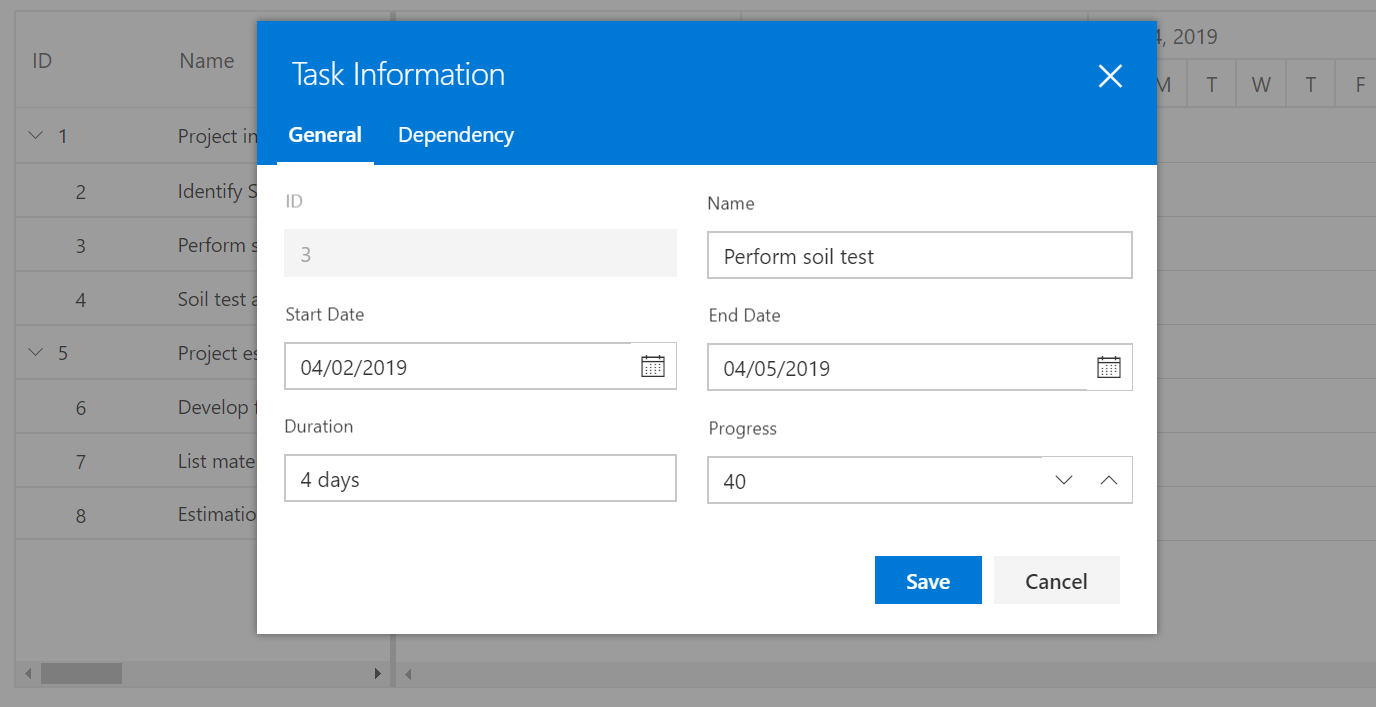 ID
Name
4, 2019
M T W T F
1
Project in
2
Identify S
3
Perform s
4
Soil test a
5
Project es
6
Develop f
7
List mate
8
Estimatio
Task Information
General
Dependency
ID
3
Name
Perform soil test
Start Date
04/02/2019
End Date
04/05/2019
Duration
4 days
Progress
40
Save
Cancel